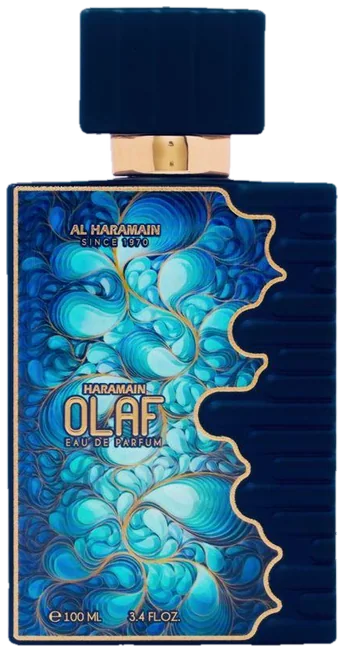 AL HARAMAIN
SINCE 1970
HARAMAIN
OLAF
EAU DE PARFUM
℮ 100 ML 3.4 FL.OZ.